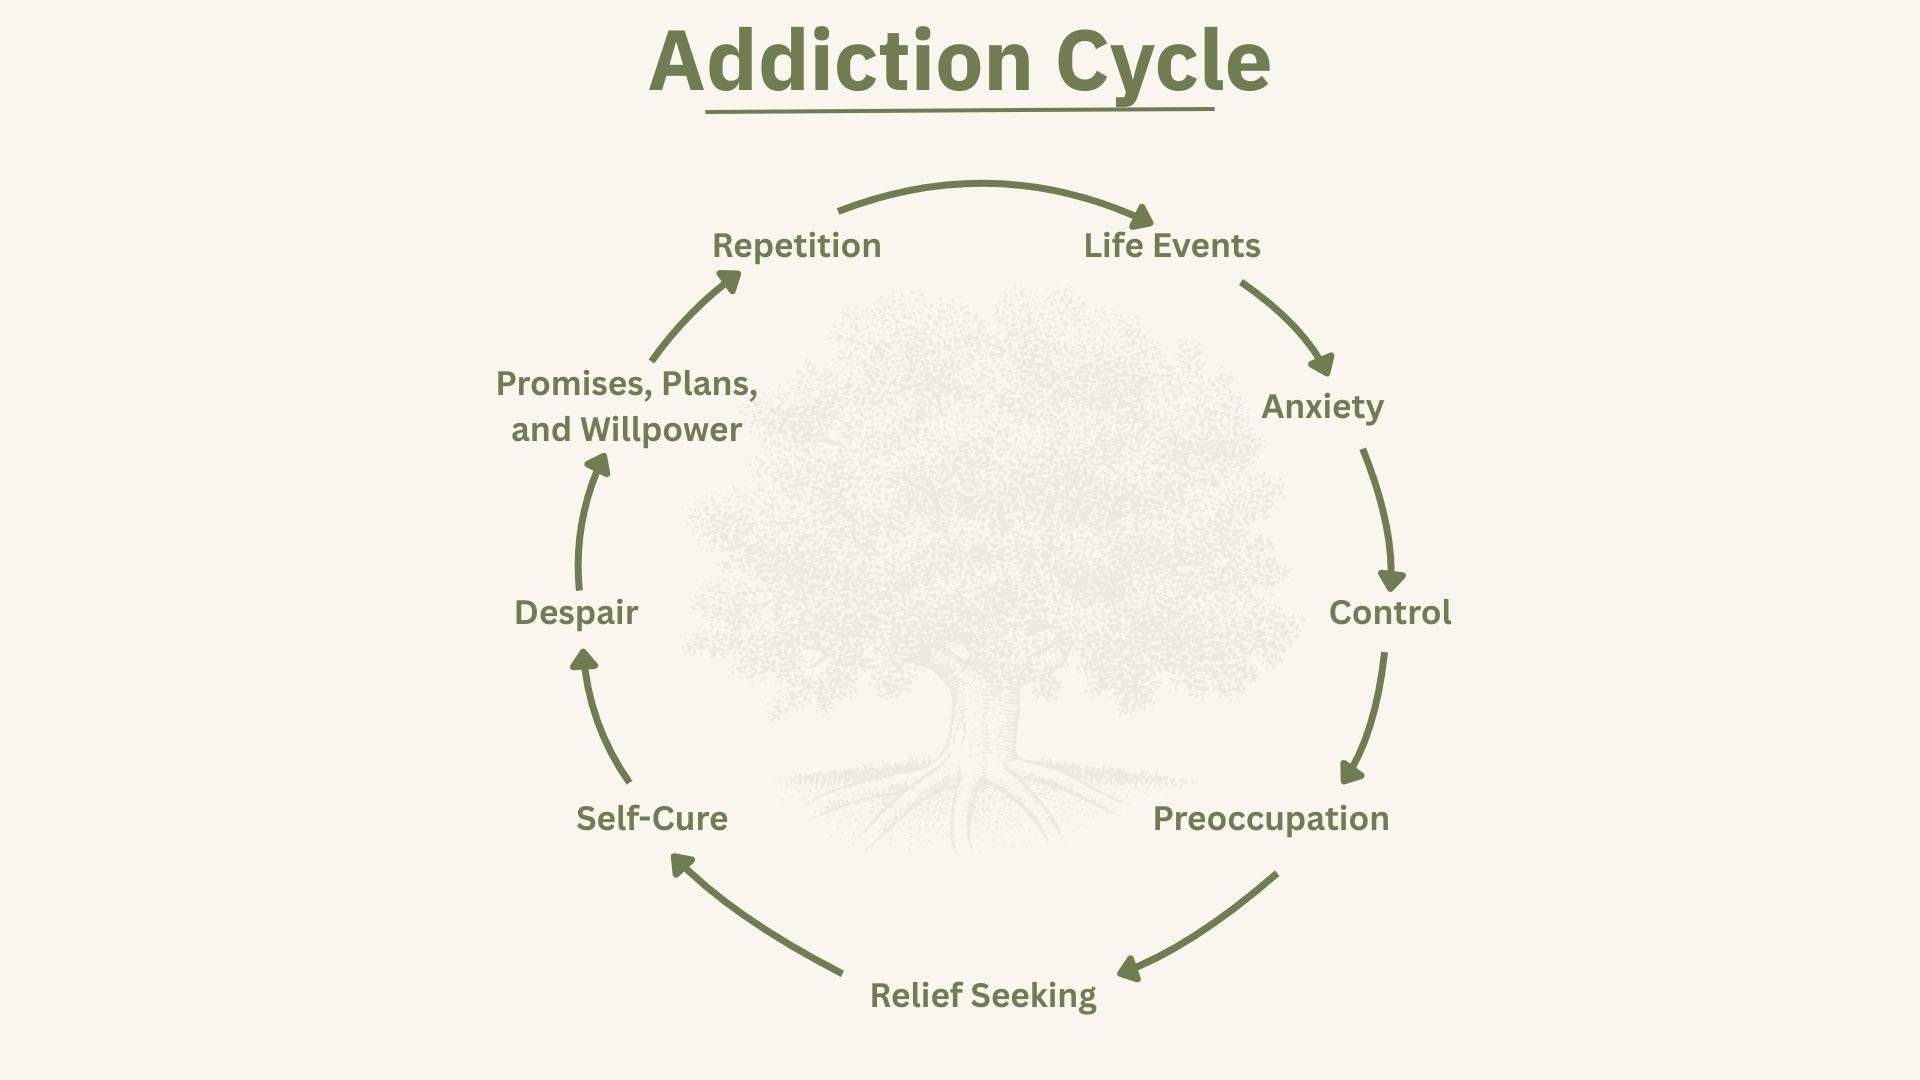 Addiction Cycle
Repetition
Life Events
Anxiety
Control
Preoccupation
Relief Seeking
Self-Cure
Despair
Promises, Plans,
and Willpower